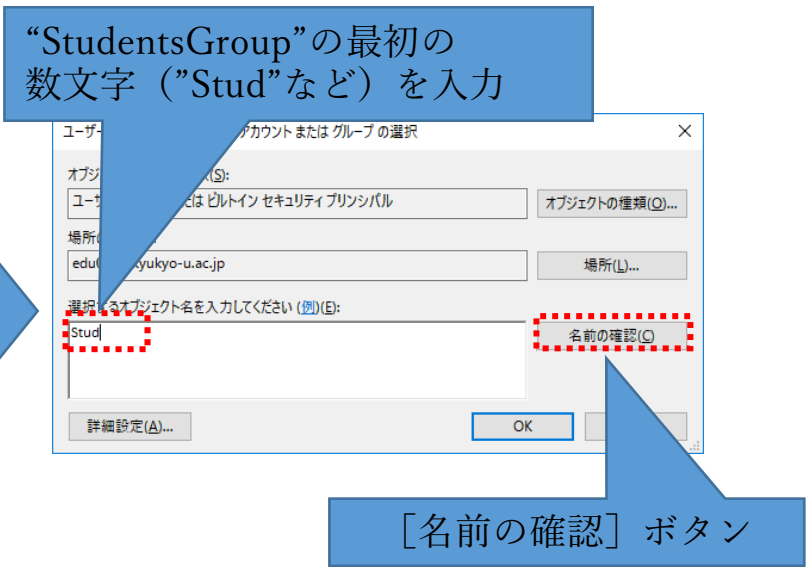 “StudentsGroup”の最初の
数文字（”Stud”など）を入力
ユーザー アカウント または グループ の選択
オブジ (S):
ユーザ または ビルトイン セキュリティ プリンシパル
オブジェクトの種類(O)...
場所
edu yukyo-u.ac.jp
場所(L)...
選択するオブジェクト名を入力してください (例)(E):
Stud
名前の確認(C)
詳細設定(A)...
OK
［名前の確認］ボタン